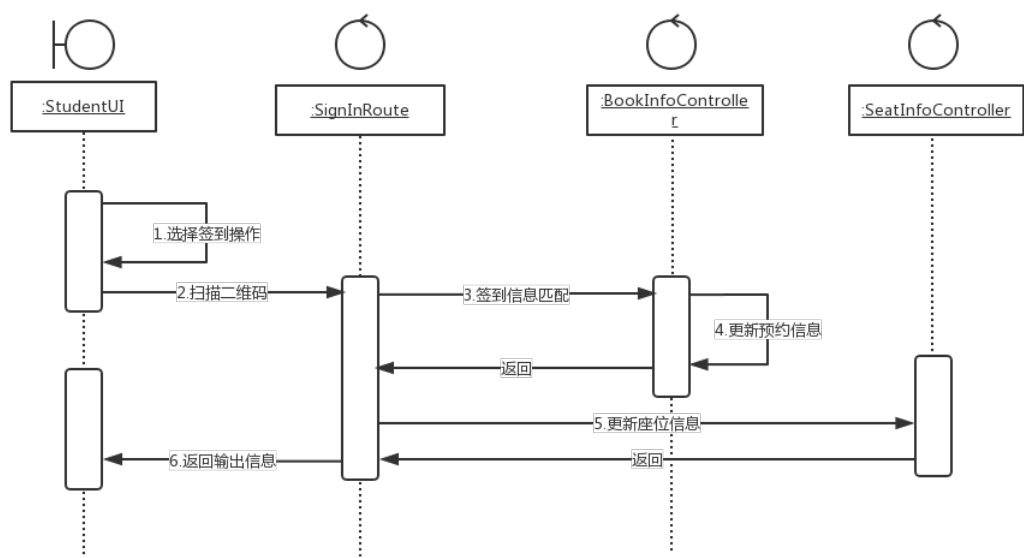 :StudentUI
:SignInRoute
:BookInfoControlle
r
:SeatInfoController
1.选择签到操作
2.扫描二维码
3.签到信息匹配
4.更新预约信息
返回
5.更新座位信息
6.返回输出信息
返回